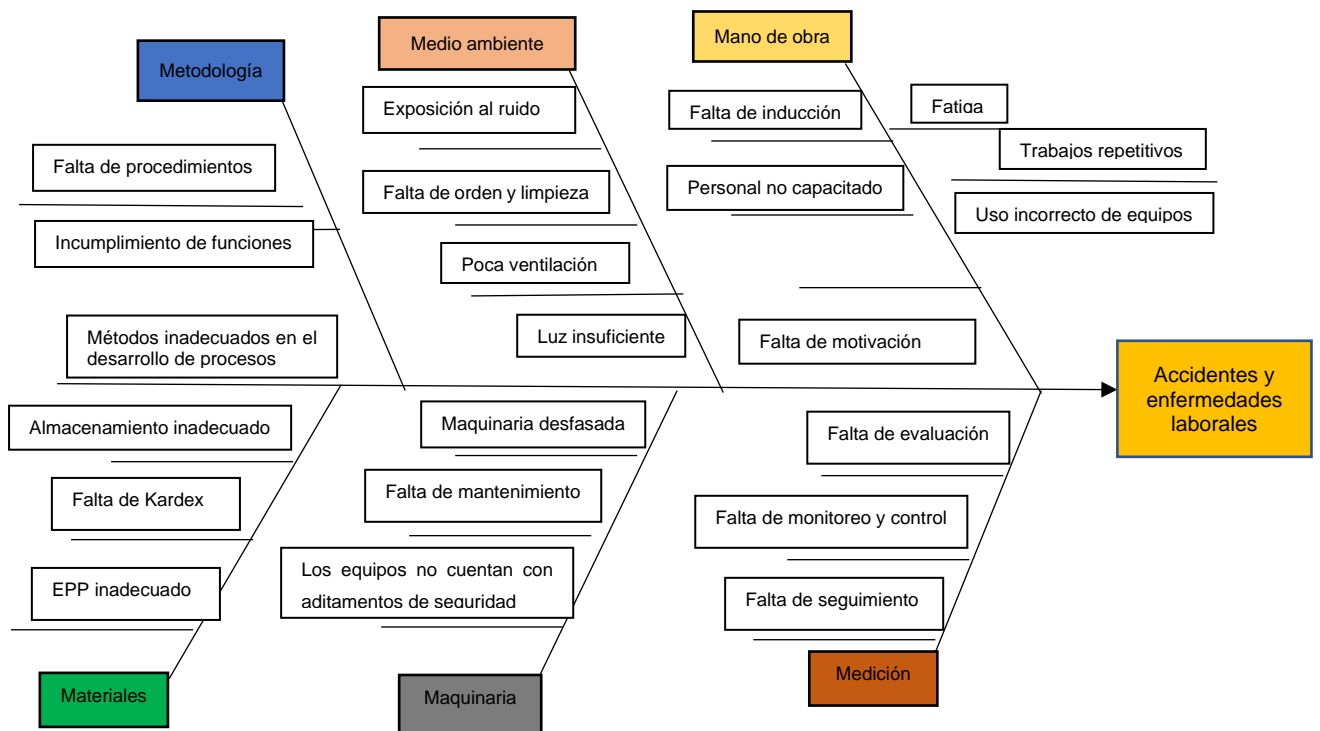 Metodología
Medio ambiente
Mano de obra
Exposición al ruido
Falta de inducción
Fatiga
Falta de procedimientos
Trabajos repetitivos
Falta de orden y limpieza
Personal no capacitado
Uso incorrecto de equipos
Incumplimiento de funciones
Poca ventilación
Métodos inadecuados en el
desarrollo de procesos
Luz insuficiente
Falta de motivación
Accidentes y
enfermedades
laborales
Almacenamiento inadecuado
Maquinaria desfasada
Falta de evaluación
Falta de Kardex
Falta de mantenimiento
Falta de monitoreo y control
EPP inadecuado
Los equipos no cuentan con
aditamentos de seguridad
Falta de seguimiento
Materiales
Maquinaria
Medición